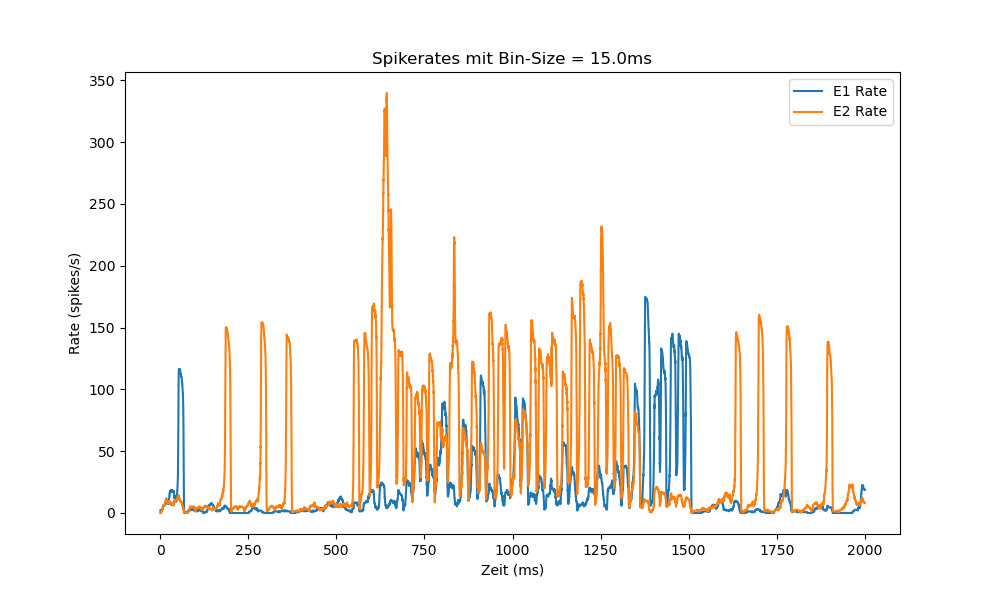 Spikerates mit Bin-Size = 15.0ms
E1 Rate
E2 Rate
Rate (spikes/s)
350
300
250
200
150
100
50
0
0 250 500 750 1000 1250 1500 1750 2000
Zeit (ms)